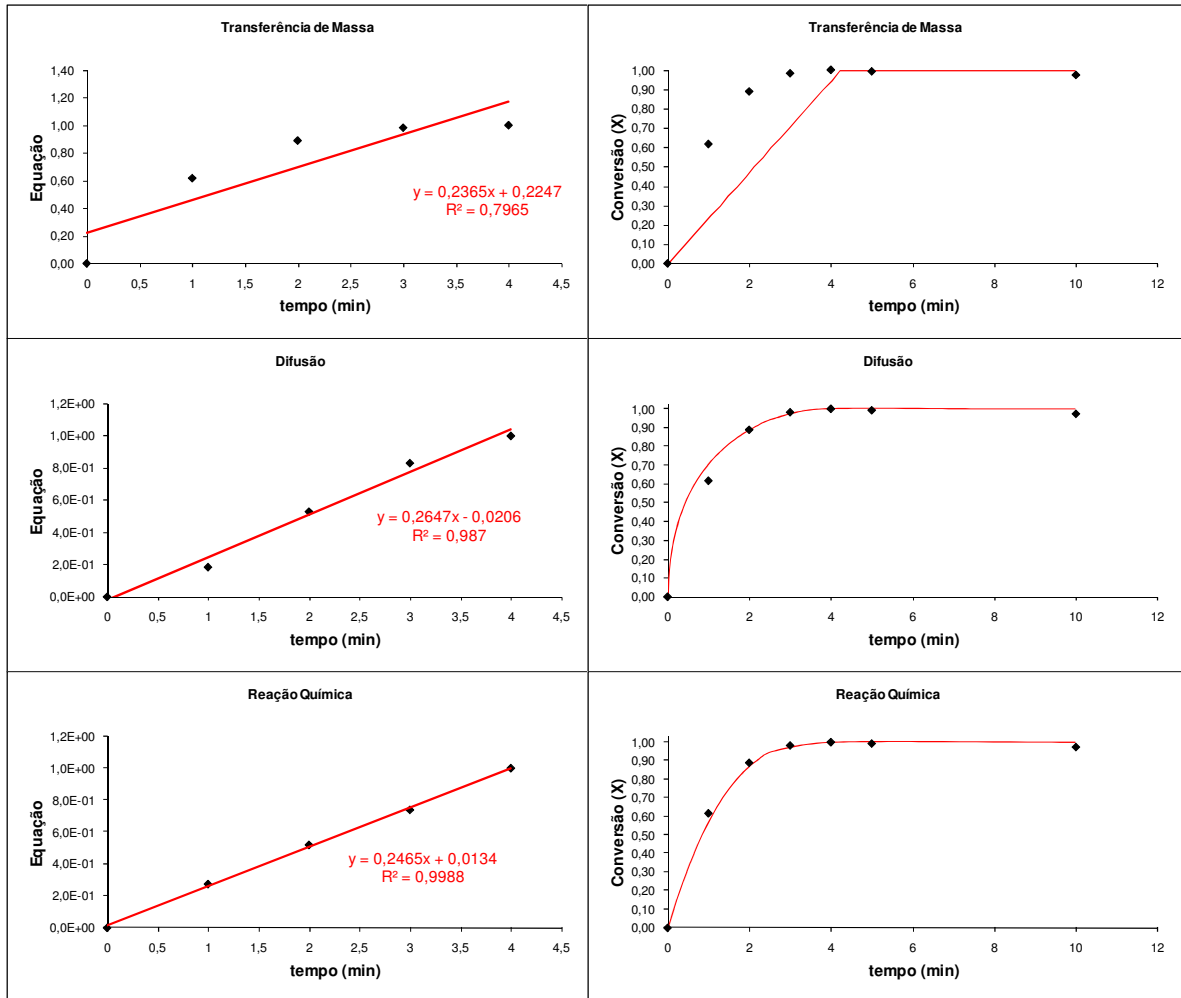 Transferência de Massa
1,40
1,20
1,00
0,80
0,60
0,40
0,20
0,00
Equação
y = 0,2365x + 0,2247
R² = 0,7965
0 0,5 1 1,5 2 2,5 3 3,5 4 4,5
tempo (min)
Transferência de Massa
1,00
0,90
0,80
0,70
0,60
0,50
0,40
0,30
0,20
0,10
0,00
Conversão (X)
0 2 4 6 8 10 12
tempo (min)
Difusão
1,2E+00
1,0E+00
8,0E-01
6,0E-01
4,0E-01
2,0E-01
0,0E+00
Equação
y = 0,2647x - 0,0206
R² = 0,987
0 0,5 1 1,5 2 2,5 3 3,5 4 4,5
tempo (min)
Difusão
1,00
0,90
0,80
0,70
0,60
0,50
0,40
0,30
0,20
0,10
0,00
Conversão (X)
0 2 4 6 8 10 12
tempo (min)
Reação Química
1,2E+00
1,0E+00
8,0E-01
6,0E-01
4,0E-01
2,0E-01
0,0E+00
Equação
y = 0,2465x + 0,0134
R² = 0,9988
0 0,5 1 1,5 2 2,5 3 3,5 4 4,5
tempo (min)
Reação Química
1,00
0,90
0,80
0,70
0,60
0,50
0,40
0,30
0,20
0,10
0,00
Conversão (X)
0 2 4 6 8 10 12
tempo (min)